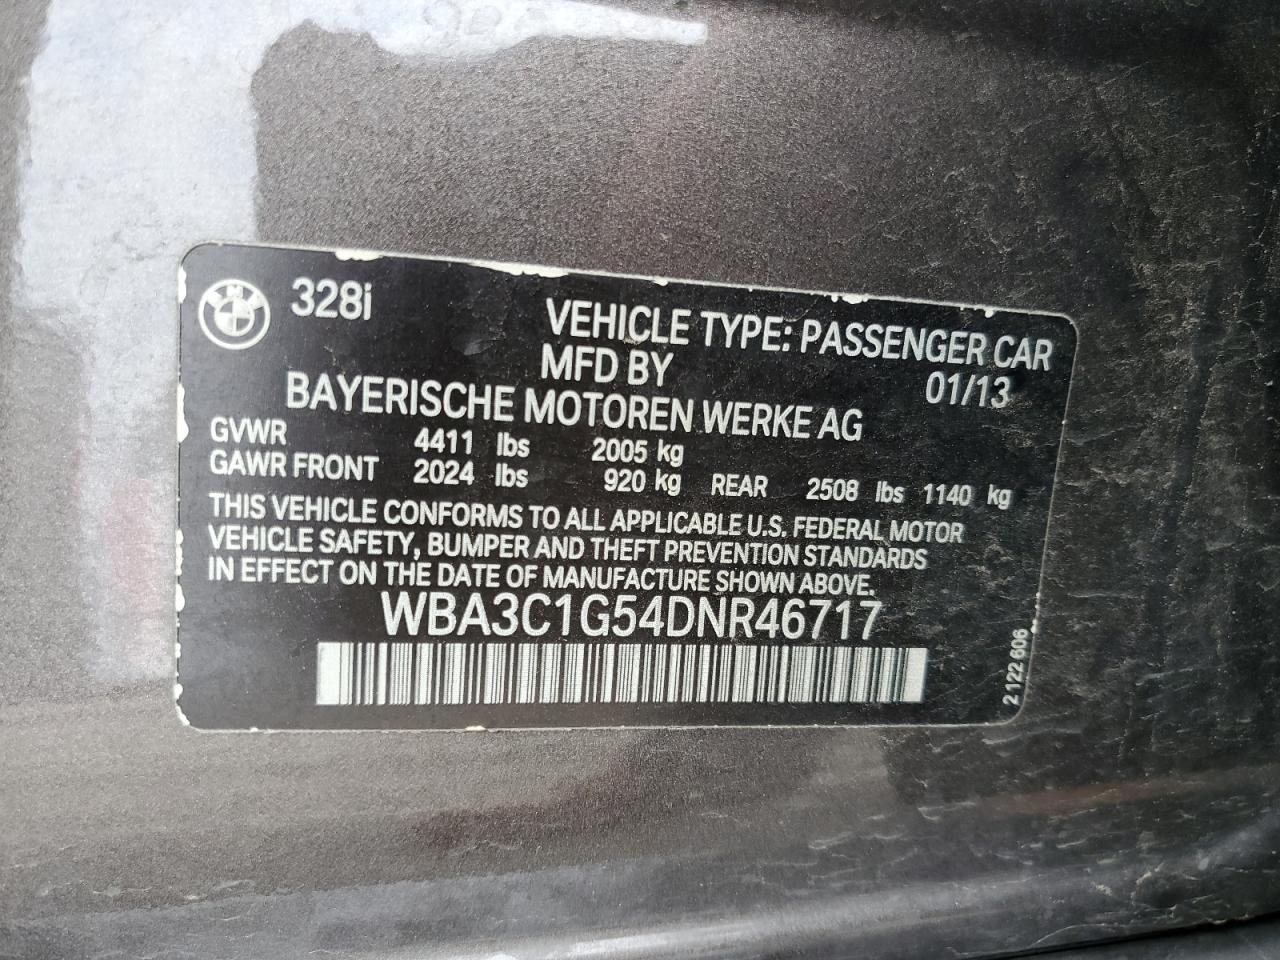 BMW 328i
VEHICLE TYPE: PASSENGER CAR
MFD BY 01/13
BAYERISCHE MOTOREN WERKE AG
GVWR 4411 lbs 2005 kg
GAWR FRONT 2024 lbs 920 kg REAR 2508 lbs 1140 kg
THIS VEHICLE CONFORMS TO ALL APPLICABLE U.S. FEDERAL MOTOR
VEHICLE SAFETY, BUMPER AND THEFT PREVENTION STANDARDS
IN EFFECT ON THE DATE OF MANUFACTURE SHOWN ABOVE.
WBA3C1G54DNR46717
2 122 606